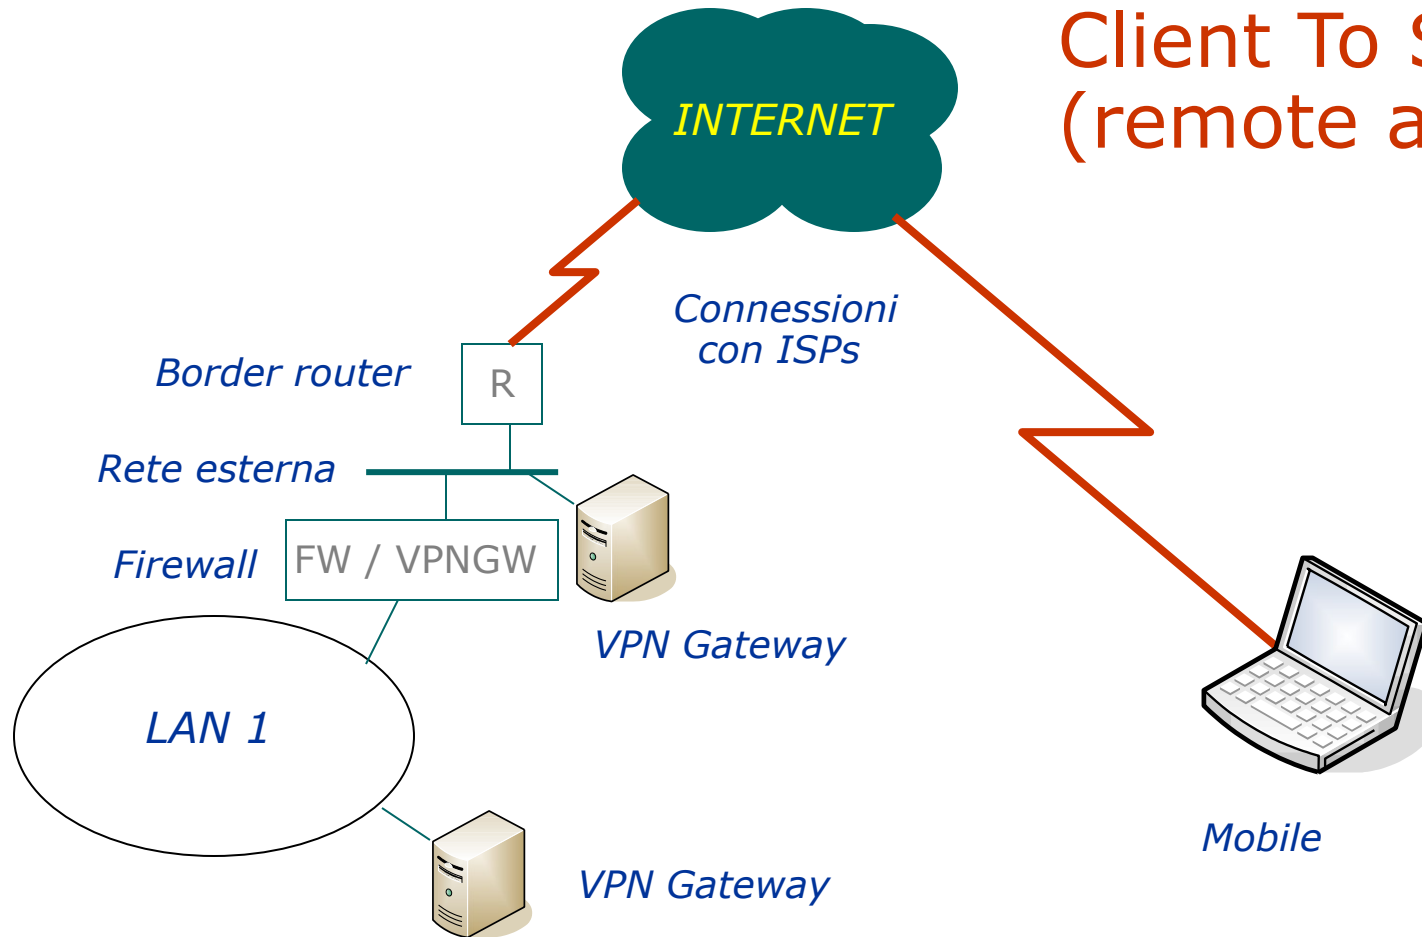 Client To
(remote
INTERNET
Connessioni
con ISPs
Border router
R
Rete esterna
Firewall
FW / VPNGW
VPN Gateway
LAN 1
Mobile
VPN Gateway